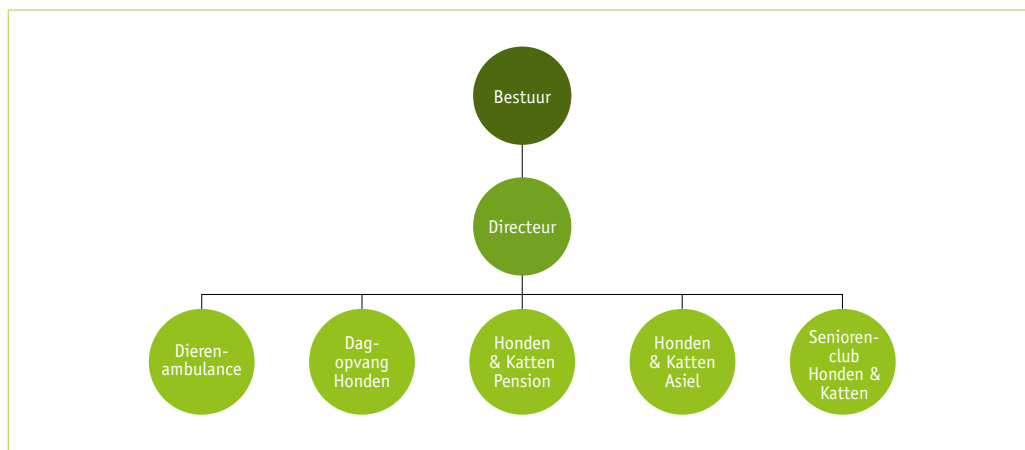 Bestuur
Directeur
Dieren-
ambulance
Dag-
opvang
Honden
Honden
& Katten
Pension
Honden
& Katten
Asiel
Senioren-
club
Honden &
Katten